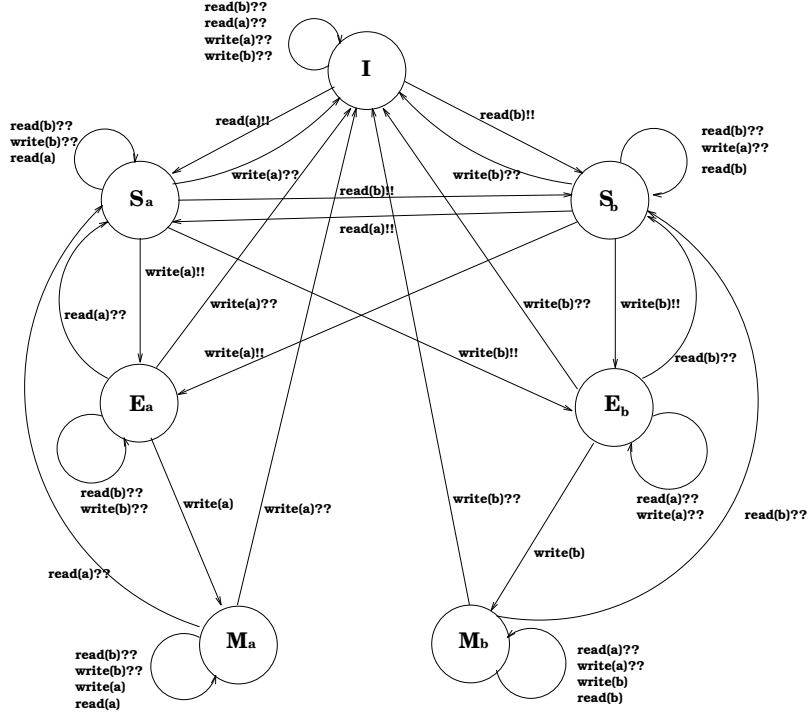 read(b)??
read(a)??
write(a)??
write(b)??
I
read(a)!!
read(b)!!
read(b)??
write(b)??
read(a)
read(b)??
write(a)??
read(b)
write(a)??
write(b)??
Sa
read(b)!!
Sb
read(a)!!
write(a)!!
write(a)??
write(b)??
write(b)!!
read(a)??
write(a)!!
write(b)!!
read(b)??
Ea
Eb
read(b)??
write(b)??
read(a)??
write(a)??
write(a)
write(a)??
write(b)??
read(b)??
write(b)
read(a)??
Ma
Mb
read(b)??
write(b)??
write(a)
read(a)
read(a)??
write(a)??
write(b)
read(b)